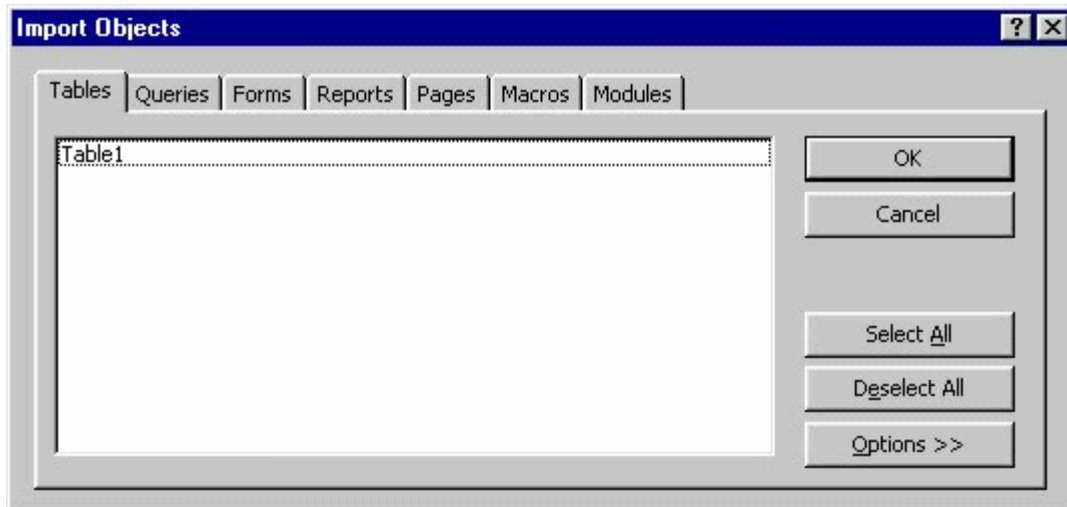 Import Objects
Tables Queries Forms Reports Pages Macros Modules
Table1
OK
Cancel
Select All
Deselect All
Options >>